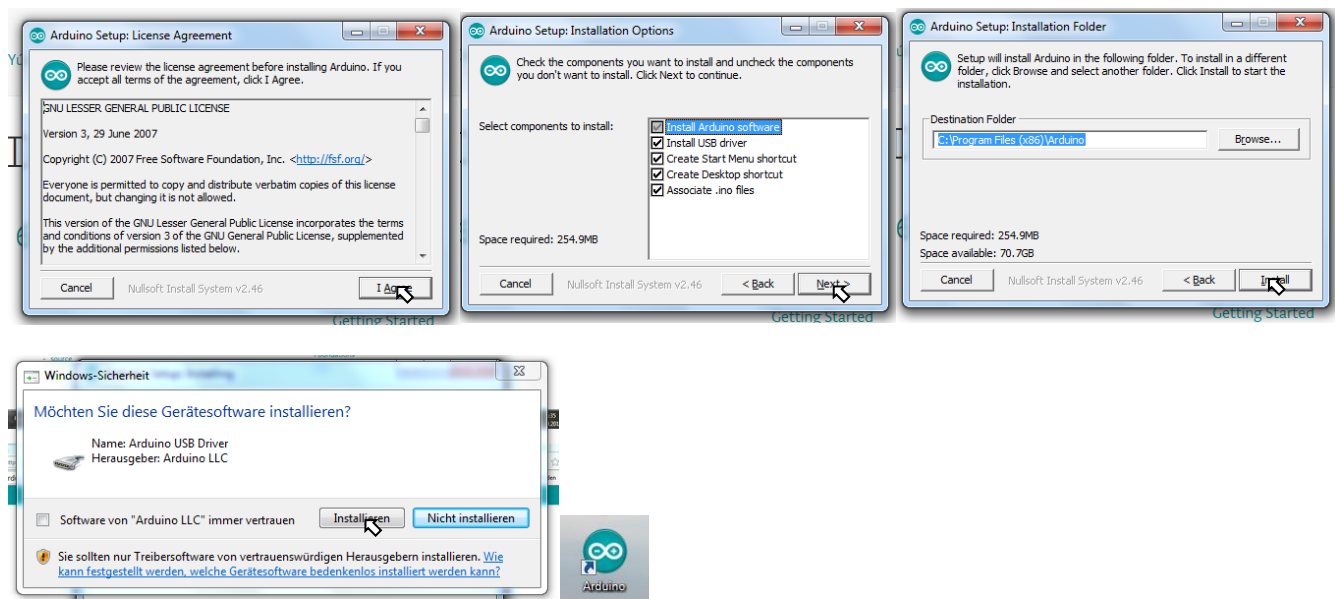 Arduino Setup: License Agreement
Please review the license agreement before installing Arduino. If you
accept all terms of the agreement, click I Agree.
GNU LESSER GENERAL PUBLIC LICENSE
Version 3, 29 June 2007
Copyright (C) 2007 Free Software Foundation, Inc. <http://fsf.org/>
Everyone is permitted to copy and distribute verbatim copies of this license
document, but changing it is not allowed.
This version of the GNU Lesser General Public License incorporates the terms
and conditions of version 3 of the GNU General Public License, supplemented
by the additional permissions listed below.
Cancel
Nullsoft Install System v2.46
I Agree
Getting Started
Arduino Setup: Installation Options
Check the components you want to install and uncheck the components
you don't want to install. Click Next to continue.
Select components to install:
Install Arduino software
Install USB driver
Create Start Menu shortcut
Create Desktop shortcut
Associate .ino files
Space required: 254.9MB
Cancel
Nullsoft Install System v2.46
< Back
Next >
Getting Started
Arduino Setup: Installation Folder
Setup will install Arduino in the following folder. To install in a different
folder, click Browse and select another folder. Click Install to start the
installation.
Destination Folder
C:\Program Files (x86)\Arduino
Browse...
Space required: 254.9MB
Space available: 70.7GB
Cancel
Nullsoft Install System v2.46
< Back
Install
Getting Started
Windows-Sicherheit
Möchten Sie diese Gerätesoftware installieren?
Name: Arduino USB Driver
Herausgeber: Arduino LLC
Software von "Arduino LLC" immer vertrauen
Installieren
Nicht installieren
Sie sollten nur Treibersoftware von vertrauenswürdigen Herausgebern installieren. Wie
kann festgestellt werden, welche Gerätesoftware bedenkenlos installiert werden kann?
Arduino